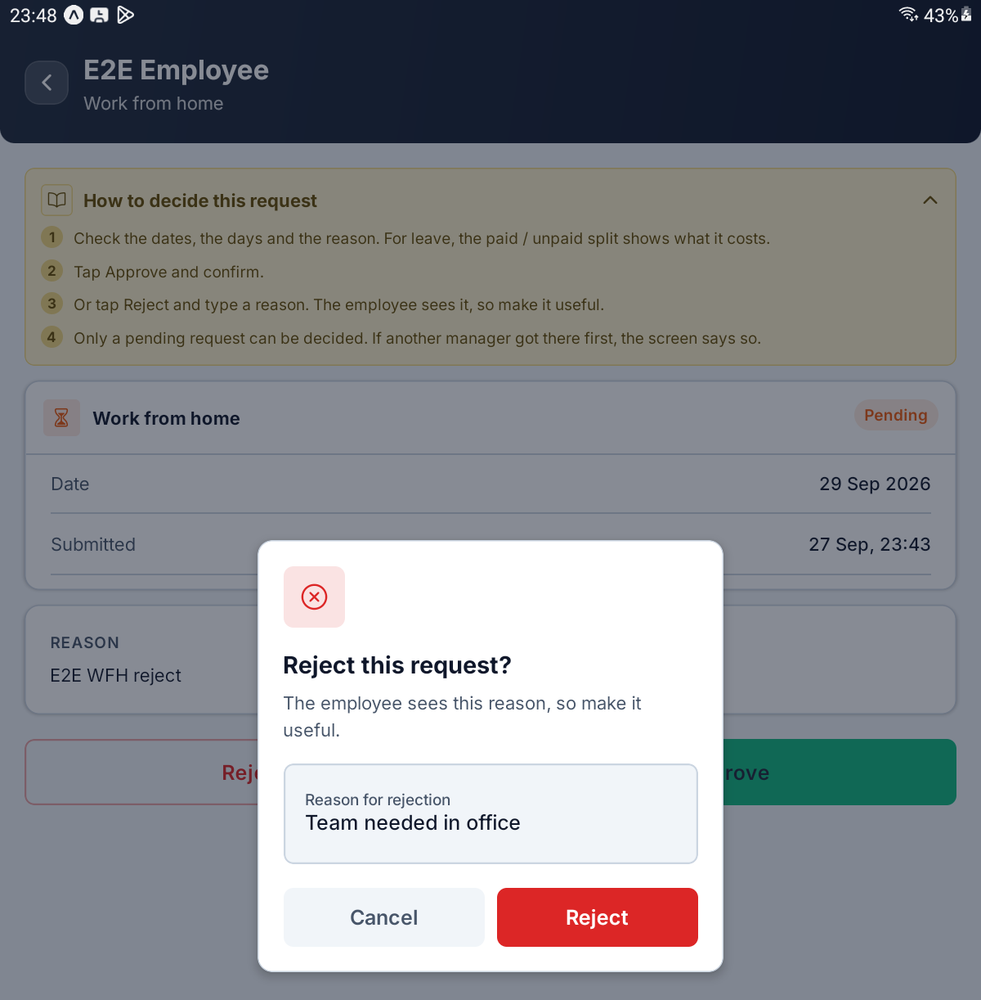 23:48
43%
E2E Employee
Work from home
How to decide this request
1 Check the dates, the days and the reason. For leave, the paid / unpaid split shows what it costs.
2 Tap Approve and confirm.
3 Or tap Reject and type a reason. The employee sees it, so make it useful.
4 Only a pending request can be decided. If another manager got there first, the screen says so.
Work from home
Pending
Date
29 Sep 2026
Submitted
27 Sep, 23:43
REASON
E2E WFH reject
Reject this request?
The employee sees this reason, so make it
useful.
Reason for rejection
Team needed in office
Cancel
Reject